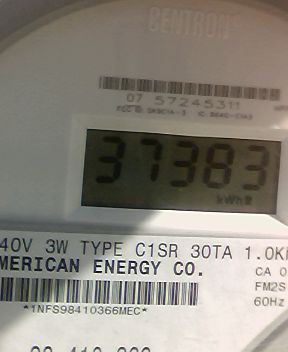 CENTRON
07 57245311
37383
kWh
40V 3W TYPE C1SR 30TA 1.0K
MERICAN ENERGY CO.
CA 0
FM2S
60Hz
*1NFS98410366MEC*